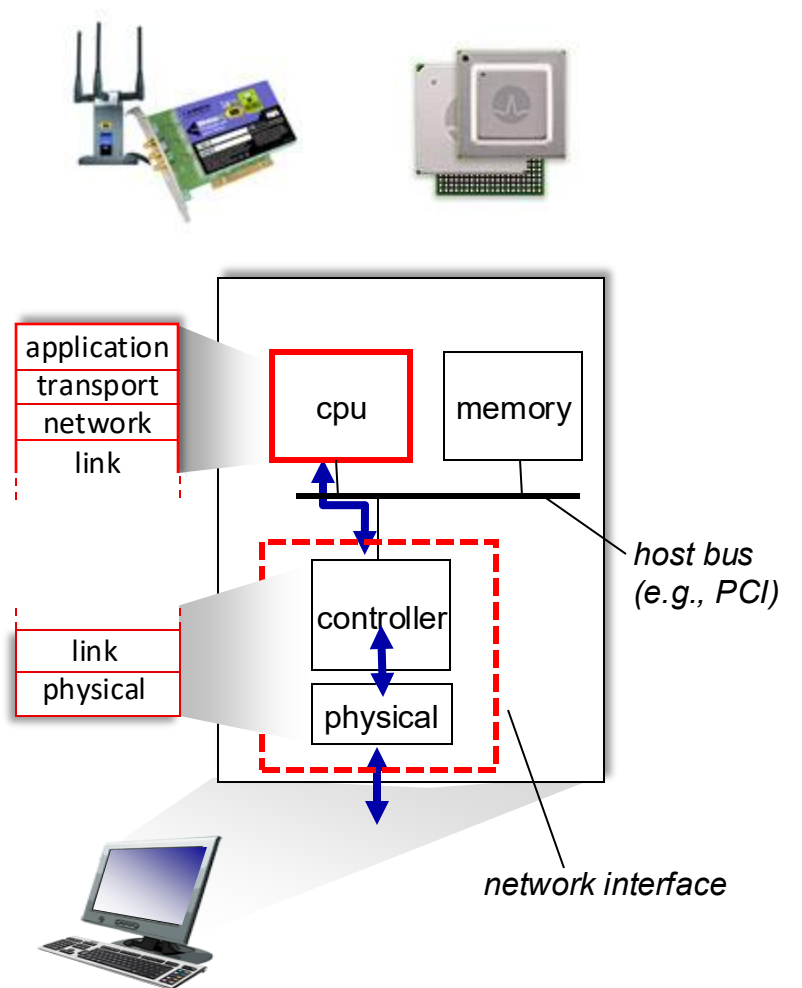 application
transport
network
link
cpu
memory
host bus
(e.g., PCI)
controller
link
physical
physical
network interface